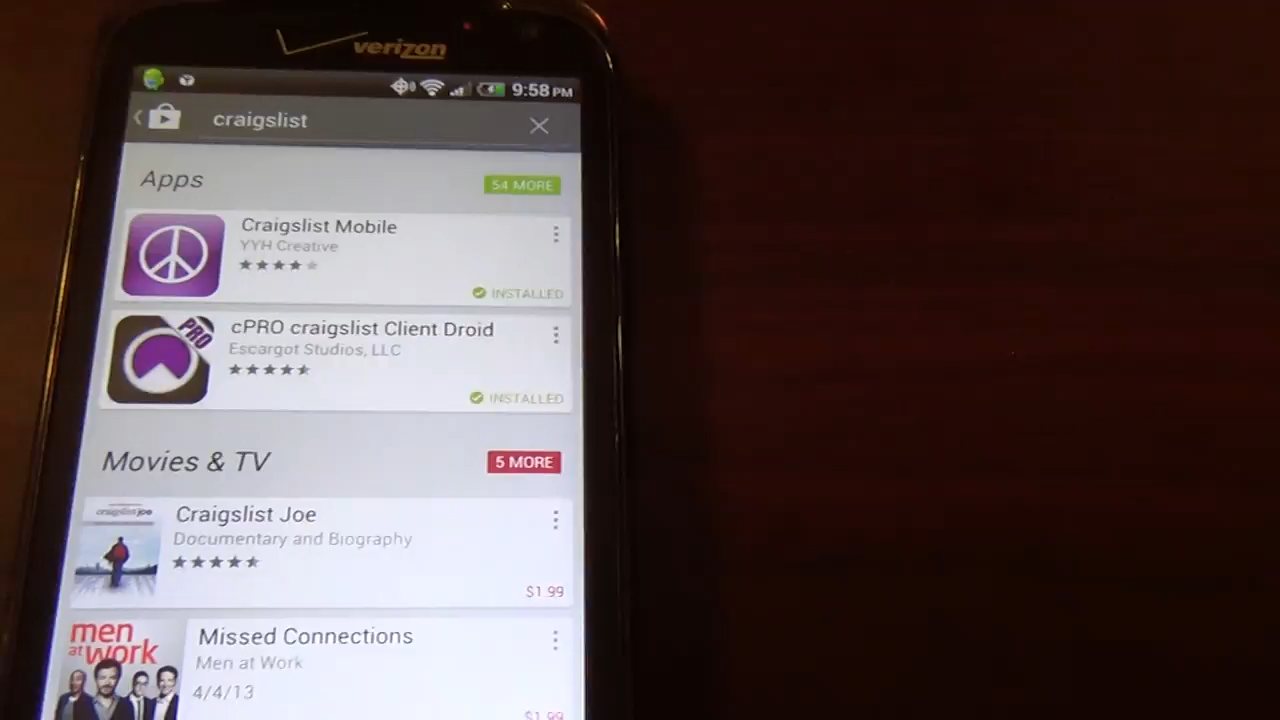 verizon
9:58 PM
craigslist
Apps
54 MORE
Craigslist Mobile
YYH Creative
INSTALLED
PRO
cPRO craigslist Client Droid
Escargot Studios, LLC
INSTALLED
Movies & TV
5 MORE
craigslist joe
Craigslist Joe
Documentary and Biography
$1.99
men
at work
Missed Connections
Men at Work
4/4/13
$1.99